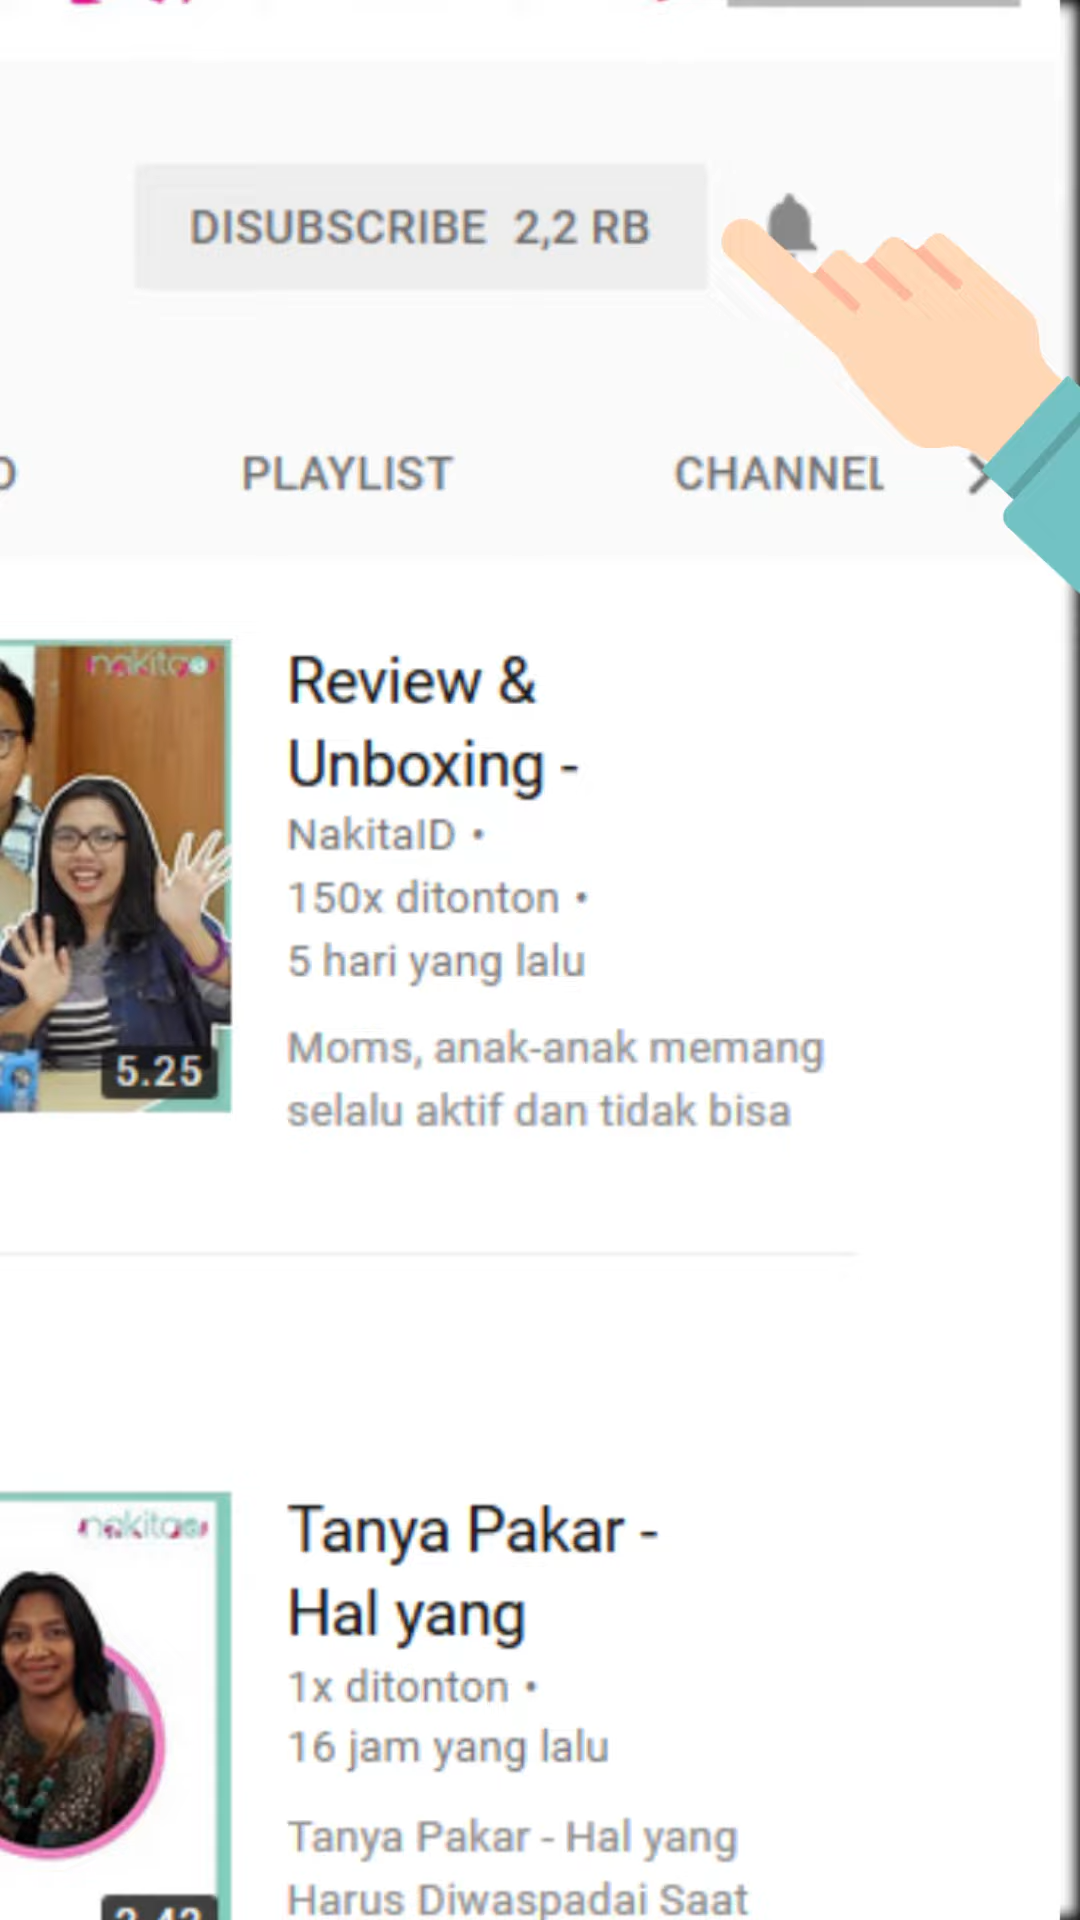 DISUBSCRIBE 2,2 RB
PLAYLIST
CHANNEL
nakita
Review &
Unboxing -
NakitaID •
150x ditonton •
5 hari yang lalu
Moms, anak-anak memang
selalu aktif dan tidak bisa
5.25
nakita
Tanya Pakar -
Hal yang
1x ditonton •
16 jam yang lalu
Tanya Pakar - Hal yang
Harus Diwaspadai Saat